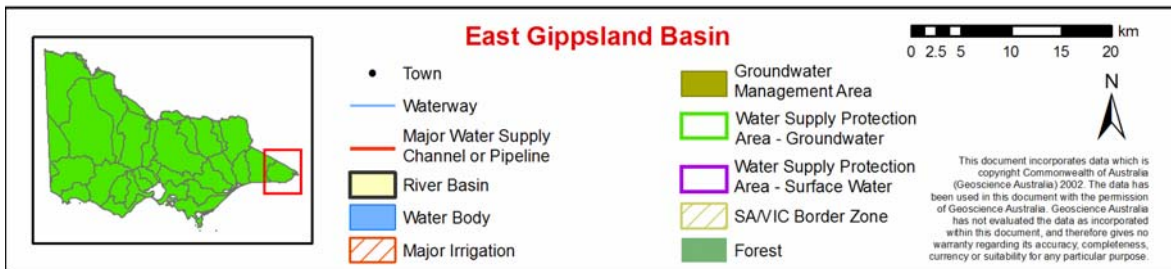 East Gippsland Basin
Town
Waterway
Major Water Supply
Channel or Pipeline
River Basin
Water Body
Major Irrigation
Groundwater
Management Area
Water Supply Protection
Area - Groundwater
Water Supply Protection
Area - Surface Water
SA/VIC Border Zone
Forest
km
0 2.5 5 10 15 20
N
This document incorporates data which is
copyright Commonwealth of Australia
(Geoscience Australia) 2002. The data has
been used in this document with the permission
of Geoscience Australia. Geoscience Australia
has not evaluated the data as incorporated
within this document, and therefore gives no
warranty regarding its accuracy, completeness,
currency or suitability for any particular purpose.